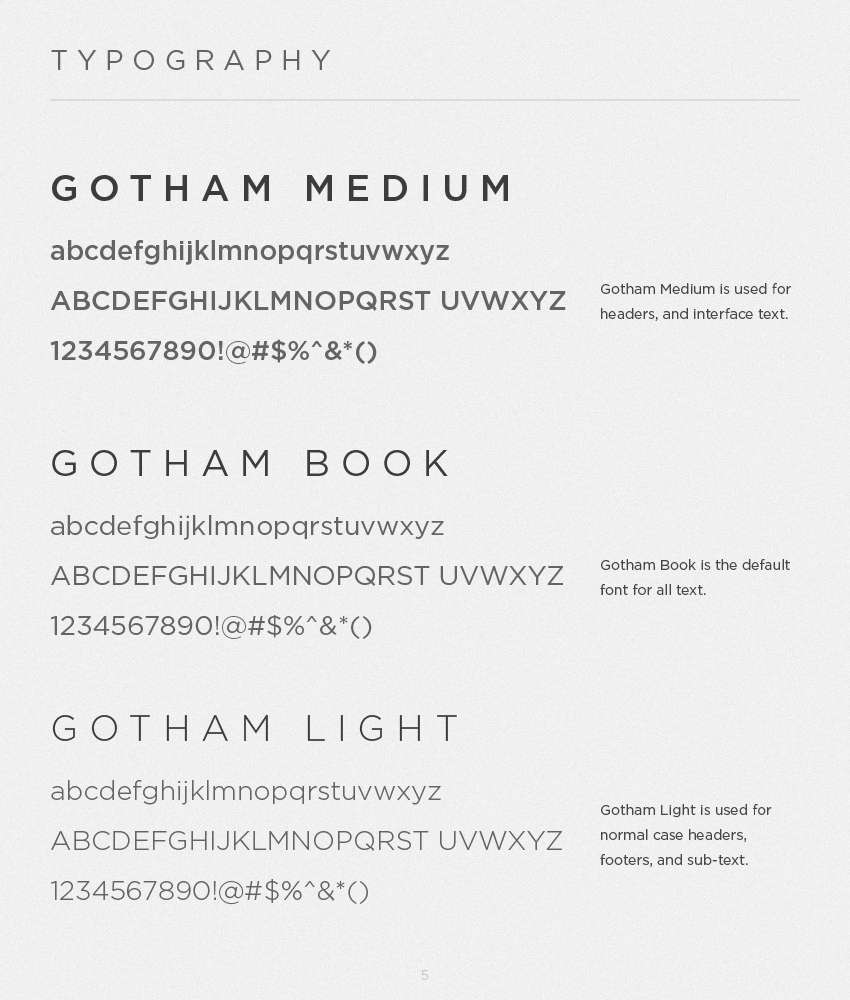 TYPOGRAPHY
GOTHAM MEDIUM
abcdefghijklmnopqrstuvwxyz
ABCDEFGHIJKLMNOPQRST UVWXYZ
1234567890!@#$%^&*()
Gotham Medium is used for
headers, and interface text.
GOTHAM BOOK
abcdefghijklmnopqrstuvwxyz
ABCDEFGHIJKLMNOPQRST UVWXYZ
1234567890!@#$%^&*()
Gotham Book is the default
font for all text.
GOTHAM LIGHT
abcdefghijklmnopqrstuvwxyz
ABCDEFGHIJKLMNOPQRST UVWXYZ
1234567890!@#$%^&*()
Gotham Light is used for
normal case headers,
footers, and sub-text.
5